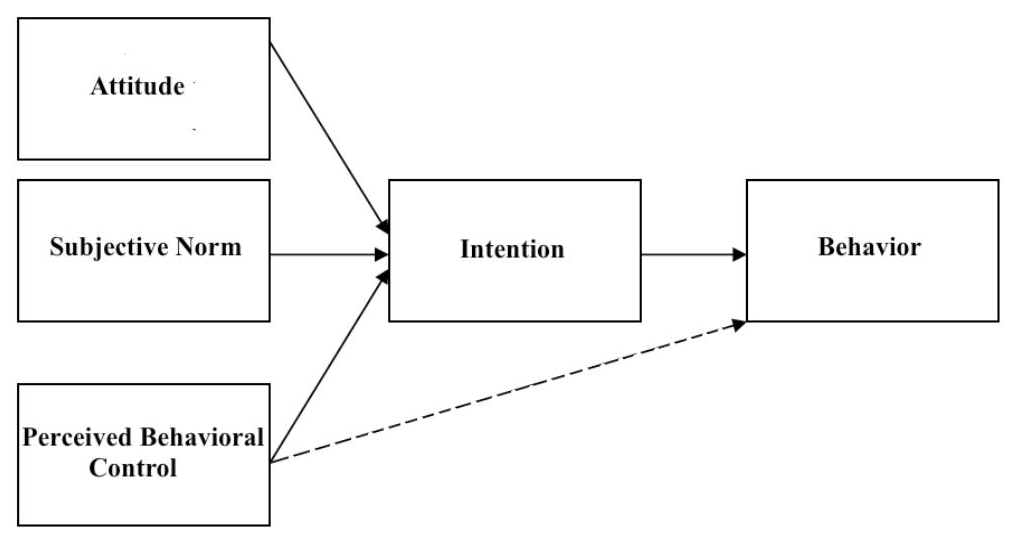 Attitude
Subjective Norm
Intention
Behavior
Perceived Behavioral
Control